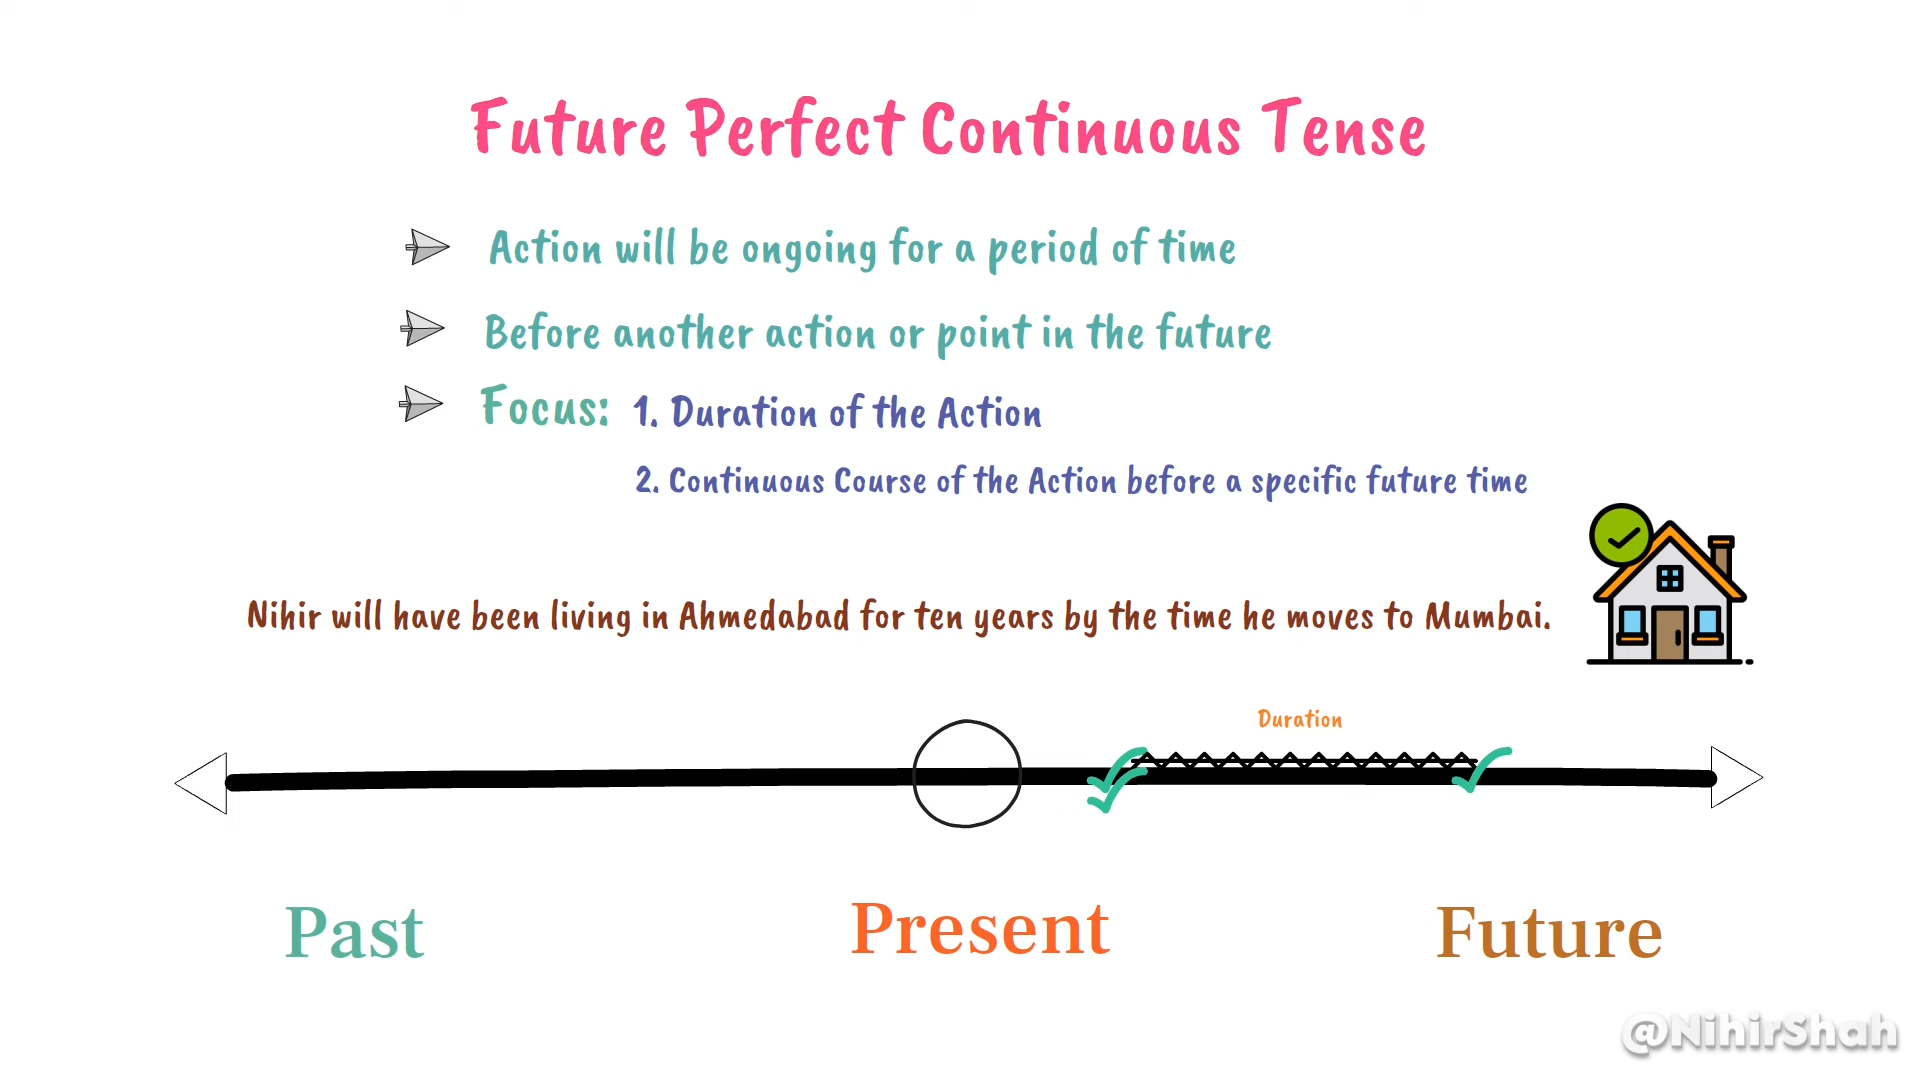 Future Perfect Continuous Tense
Action will be ongoing for a period of time
Before another action or point in the future
Focus: 1. Duration of the Action
2. Continuous Course of the Action before a specific future time
Nihir will have been living in Ahmedabad for ten years by the time he moves to Mumbai.
Duration
Past Present Future
@NihirShah